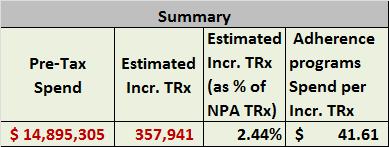 Summary
Pre-Tax
Spend
Estimated
Incr. TRx
Estimated
Incr. TRx
(as % of
NPA TRx)
Adherence
programs
Spend per
Incr. TRx
$ 14,895,305 357,941 2.44% $ 41.61